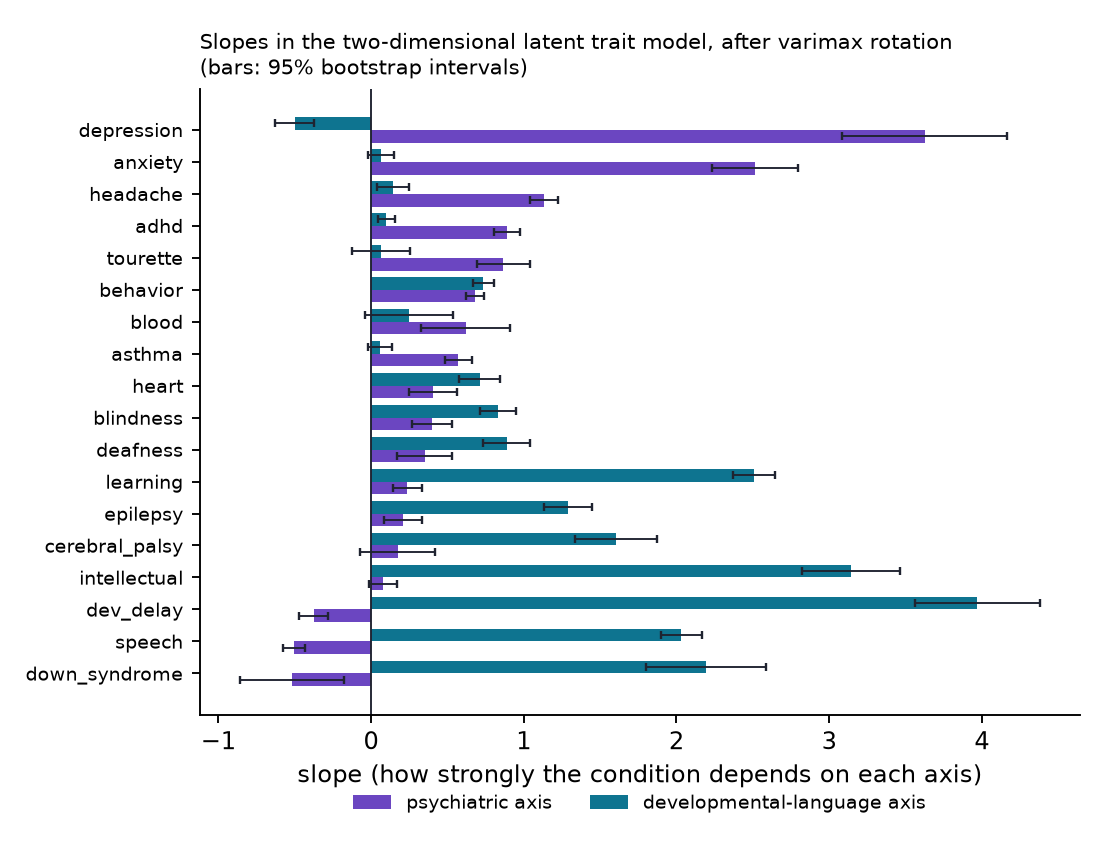 Slopes in the two-dimensional latent trait model, after varimax rotation
(bars: 95% bootstrap intervals)
depression
anxiety
headache
adhd
tourette
behavior
blood
asthma
heart
blindness
deafness
learning
epilepsy
cerebral_palsy
intellectual
dev_delay
speech
down_syndrome
−1 0 1 2 3 4
slope (how strongly the condition depends on each axis)
psychiatric axis developmental-language axis